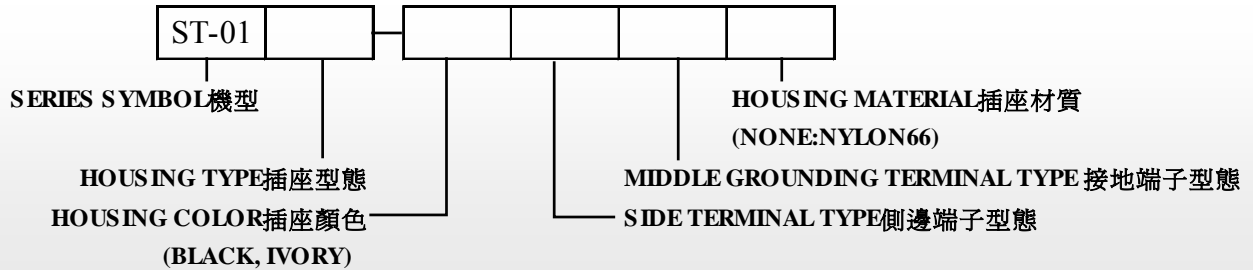 ST-01
SERIES SYMBOL機型
HOUSING MATERIAL插座材質
(NONE:NYLON66)
HOUSING TYPE插座型態
MIDDLE GROUNDING TERMINAL TYPE 接地端子型態
HOUSING COLOR插座顏色
SIDE TERMINAL TYPE側邊端子型態
(BLACK, IVORY)